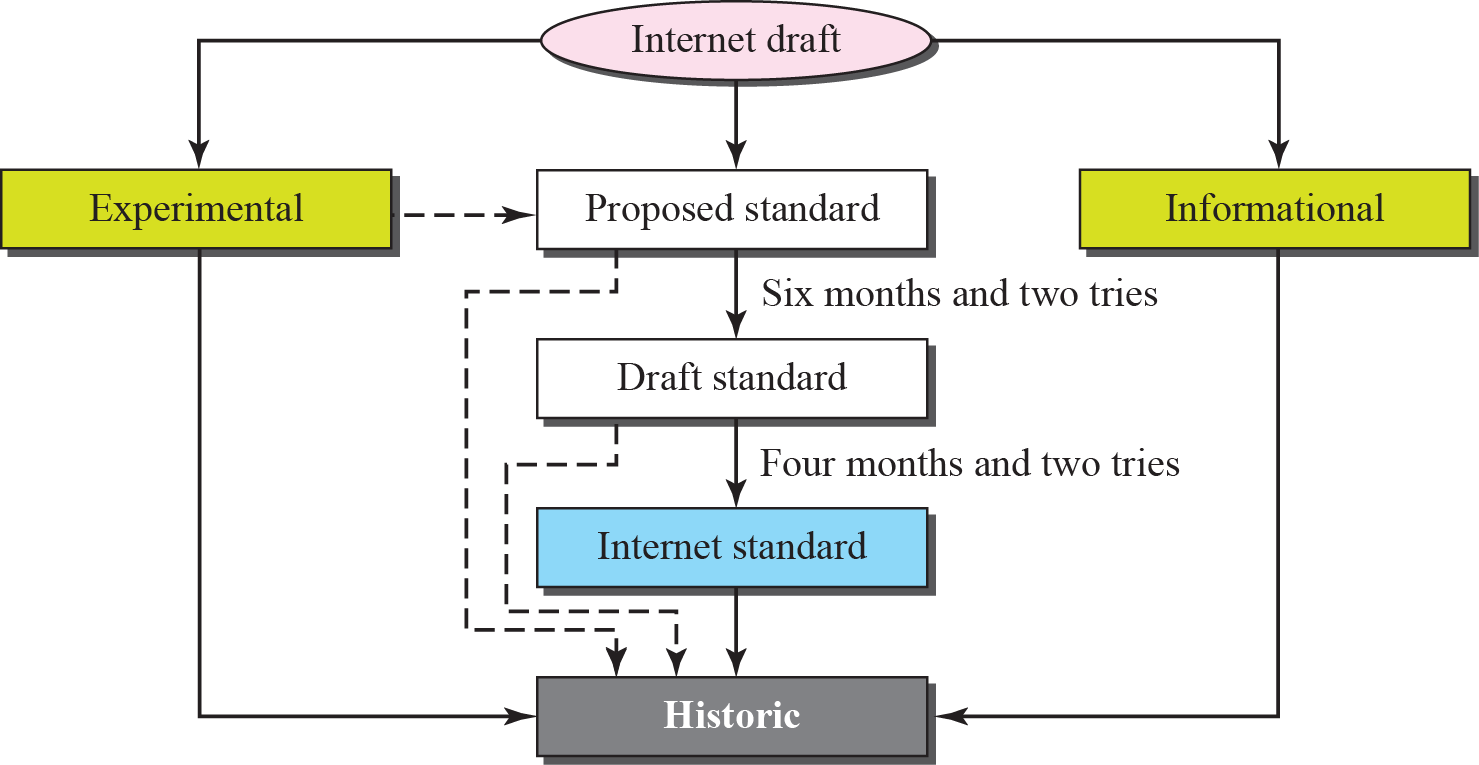 Internet draft
Experimental
Proposed standard
Informational
Six months and two tries
Draft standard
Four months and two tries
Internet standard
Historic